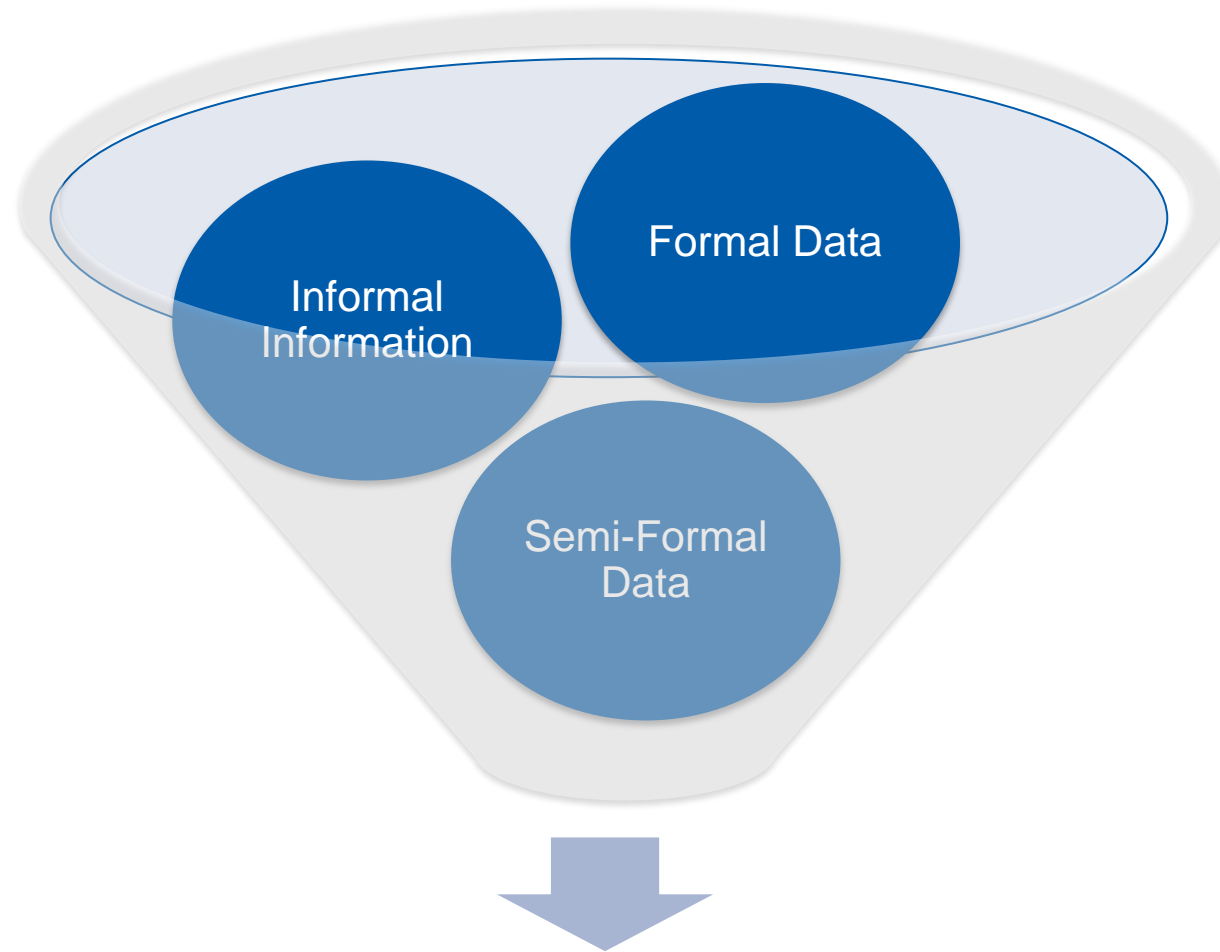 Formal Data
Informal
Information
Semi-Formal
Data